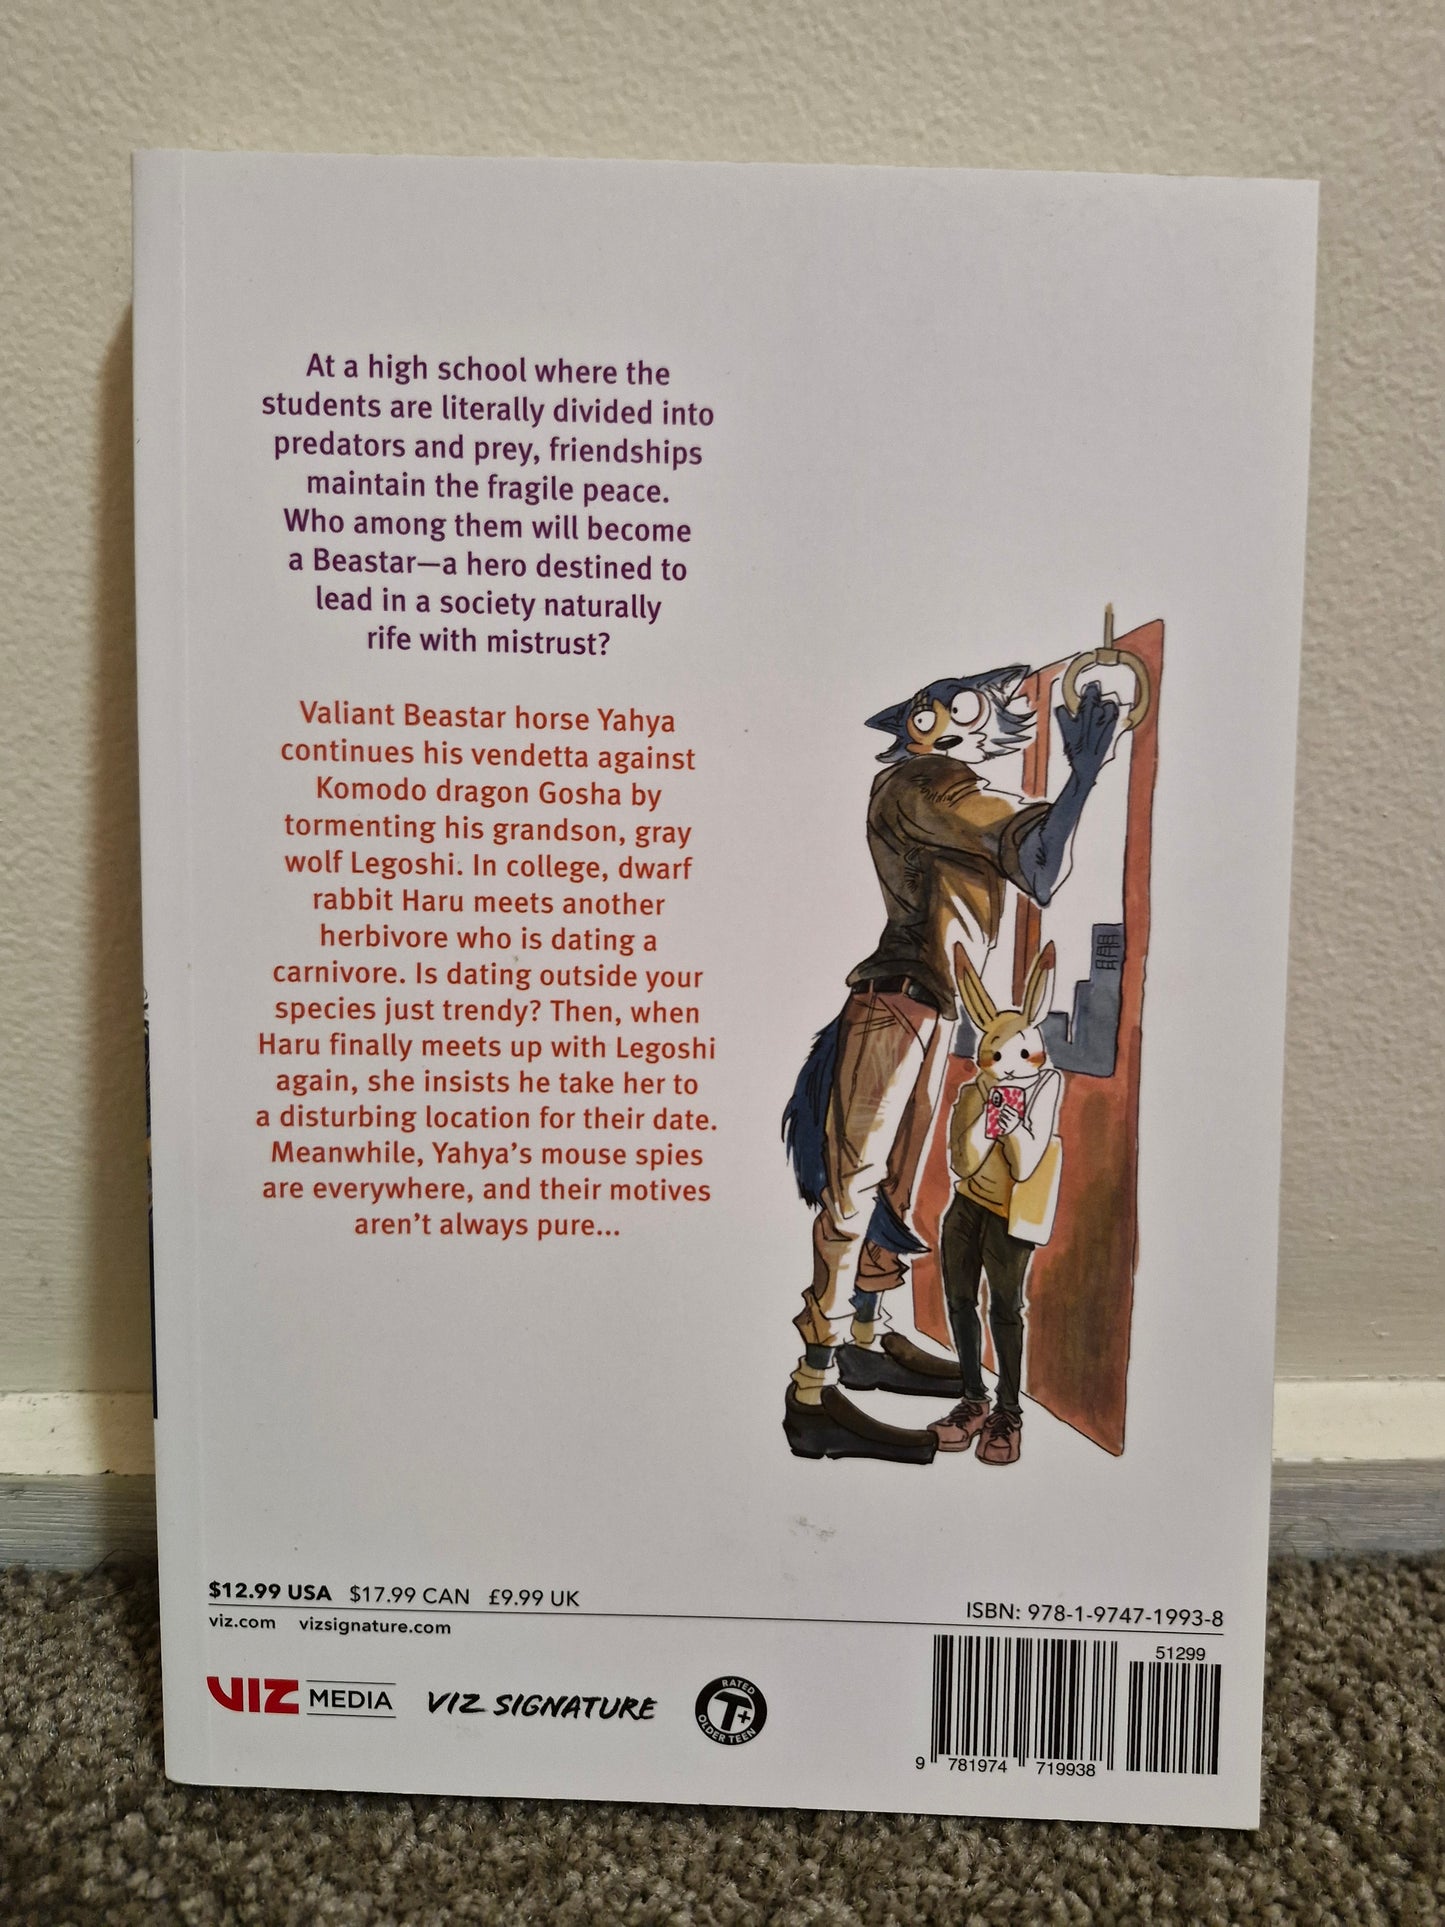 At a high school where the
students are literally divided into
predators and prey, friendships
maintain the fragile peace.
Who among them will become
a Beastar—a hero destined to
lead in a society naturally
rife with mistrust?
Valiant Beastar horse Yahya
continues his vendetta against
Komodo dragon Gosha by
tormenting his grandson, gray
wolf Legoshi. In college, dwarf
rabbit Haru meets another
herbivore who is dating a
carnivore. Is dating outside your
species just trendy? Then, when
Haru finally meets up with Legoshi
again, she insists he take her to
a disturbing location for their date.
Meanwhile, Yahya's mouse spies
are everywhere, and their motives
aren't always pure...
$12.99 USA $17.99 CAN £9.99 UK
viz.com vizsignature.com
VIZ MEDIA VIZ SIGNATURE
RATED T+ OLDER TEEN
ISBN: 978-1-9747-1993-8
51299
9 781974 719938